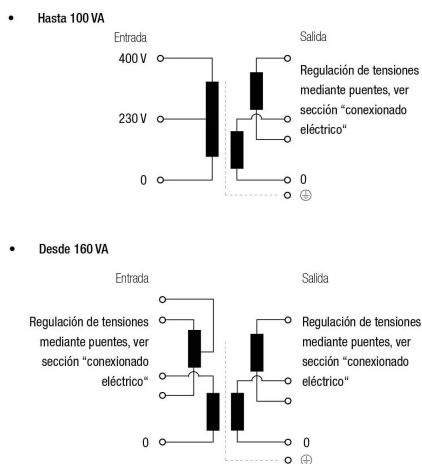 • Hasta 100 VA
Entrada
Salida
400 V
230 V
0
Regulación de tensiones
mediante puentes, ver
sección “conexionado
eléctrico“
0
• Desde 160 VA
Entrada
Salida
Regulación de tensiones
mediante puentes, ver
sección “conexionado
eléctrico“
0
Regulación de tensiones
mediante puentes, ver
sección “conexionado
eléctrico“
0